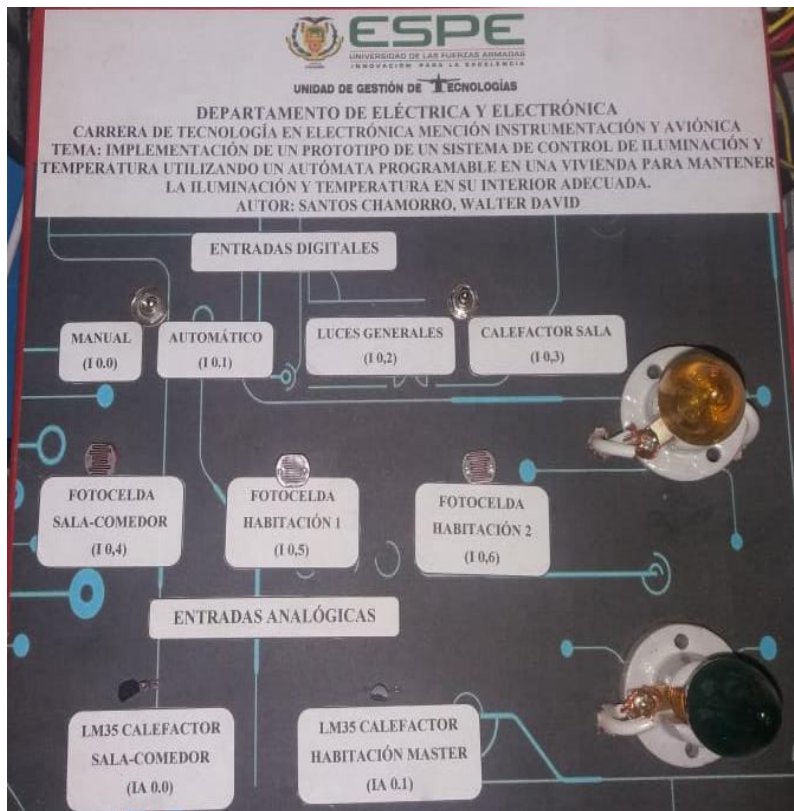 ESPE
UNIVERSIDAD DE LAS FUERZAS ARMADAS
INNOVACIÓN PARA LA EXCELENCIA
UNIDAD DE GESTIÓN DE TECNOLOGÍAS
DEPARTAMENTO DE ELÉCTRICA Y ELECTRÓNICA
CARRERA DE TECNOLOGÍA EN ELECTRÓNICA MENCIÓN INSTRUMENTACIÓN Y AVIÓNICA
TEMA: IMPLEMENTACIÓN DE UN PROTOTIPO DE UN SISTEMA DE CONTROL DE ILUMINACIÓN Y
TEMPERATURA UTILIZANDO UN AUTÓMATA PROGRAMABLE EN UNA VIVIENDA PARA MANTENER
LA ILUMINACIÓN Y TEMPERATURA EN SU INTERIOR ADECUADA.
AUTOR: SANTOS CHAMORRO, WALTER DAVID
ENTRADAS DIGITALES
MANUAL
(I 0.0)
AUTOMÁTICO
(I 0.1)
LUCES GENERALES
(I 0,2)
CALEFACTOR SALA
(I 0,3)
FOTOCELDA
SALA-COMEDOR
(I 0,4)
FOTOCELDA
HABITACIÓN 1
(I 0,5)
FOTOCELDA
HABITACIÓN 2
(I 0,6)
ENTRADAS ANALÓGICAS
LM35 CALEFACTOR
SALA-COMEDOR
(IA 0.0)
LM35 CALEFACTOR
HABITACIÓN MASTER
(IA 0.1)